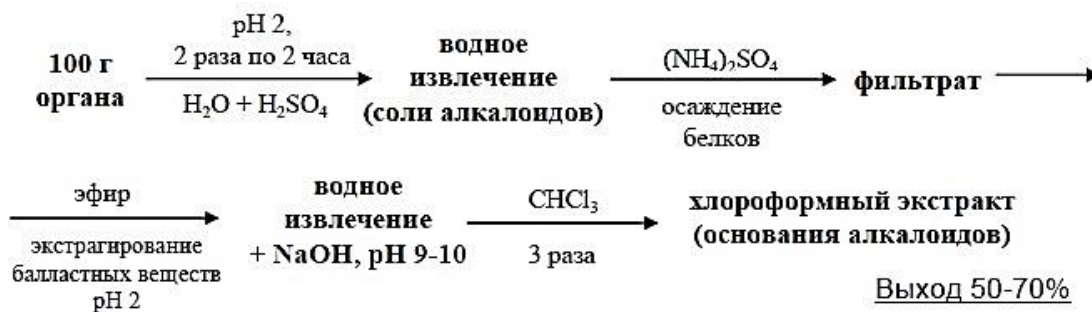 100 г
органа
pH 2,
2 раза по 2 часа
H₂O + H₂SO₄
водное
извлечение
(соли алкалоидов)
(NH₄)₂SO₄
осаждение
белков
фильтрат
эфир
экстрагирование
балластных веществ
pH 2
водное
извлечение
+ NaOH, pH 9-10
CHCl₃
3 раза
хлороформный экстракт
(основания алкалоидов)
Выход 50-70%